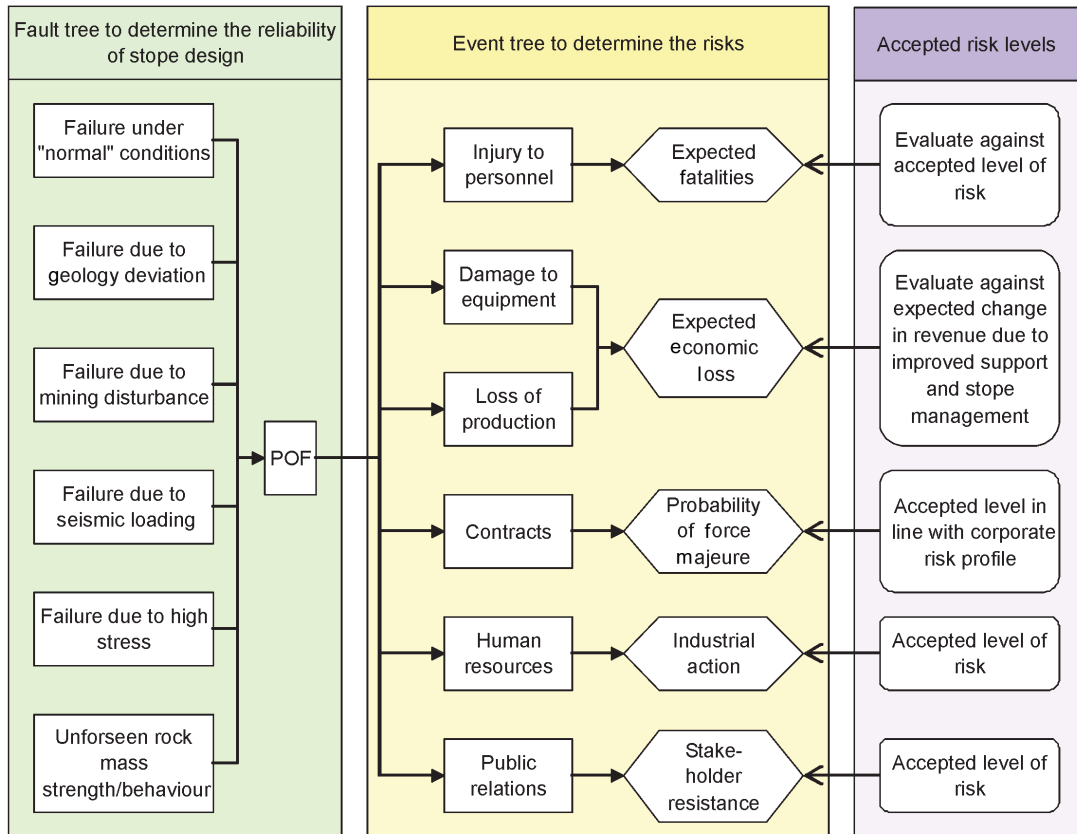 Fault tree to determine the reliability
of stope design
Failure under
"normal" conditions
Failure due to
geology deviation
Failure due to
mining disturbance
Failure due to
seismic loading
Failure due to high
stress
Unforseen rock
mass
strength/behaviour
POF
Event tree to determine the risks
Injury to
personnel
Damage to
equipment
Loss of
production
Contracts
Human
resources
Public
relations
Expected
fatalities
Expected
economic
loss
Probability
of force
majeure
Industrial
action
Stake-
holder
resistance
Accepted risk levels
Evaluate against
accepted level of
risk
Evaluate against
expected change
in revenue due to
improved support
and stope
management
Accepted level in
line with corporate
risk profile
Accepted level of
risk
Accepted level of
risk